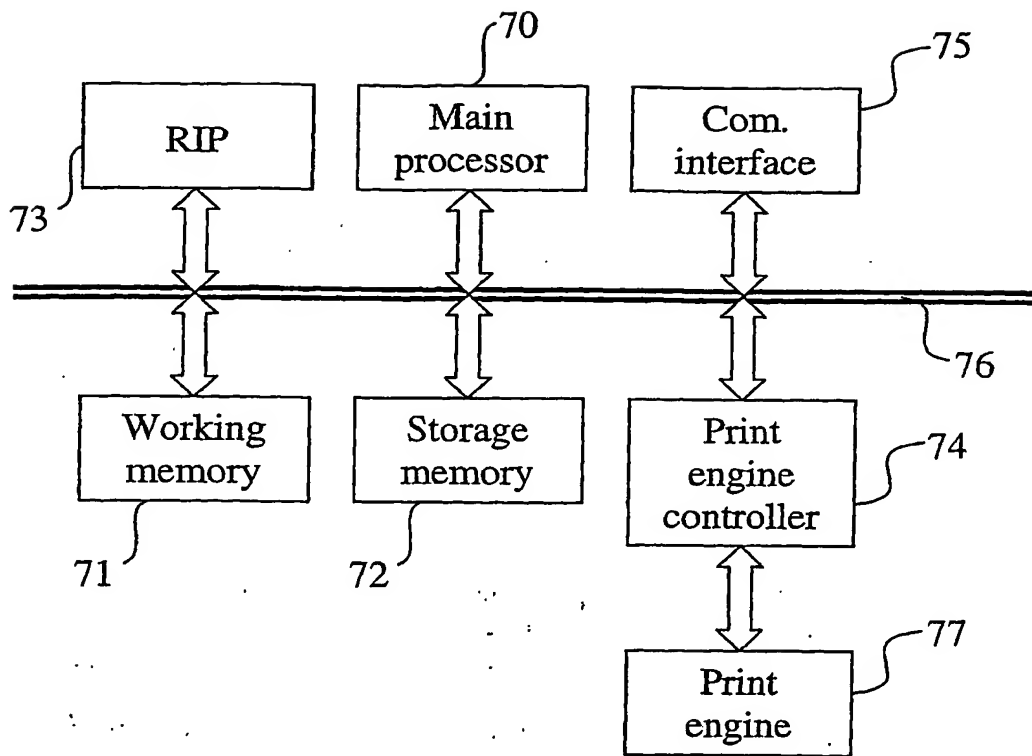 70
75
RIP
Main
processor
Com.
interface
73
76
Working
memory
Storage
memory
Print
engine
controller
74
71
72
77
Print
engine